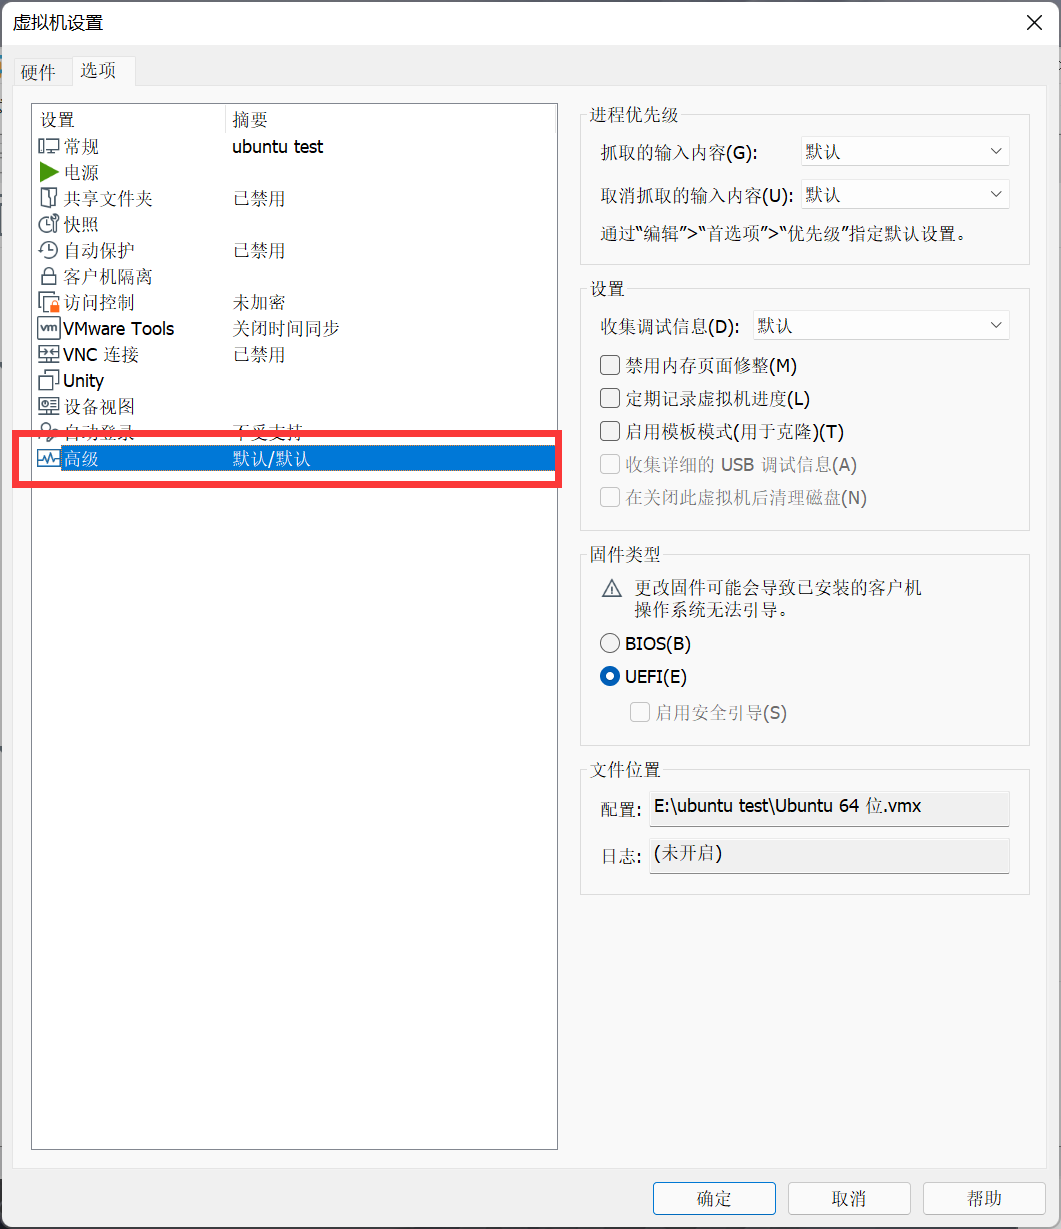 虚拟机设置
硬件 选项
设置 摘要
常规 ubuntu test
电源
共享文件夹 已禁用
快照
自动保护 已禁用
客户机隔离
访问控制 未加密
vm VMware Tools 关闭时间同步
VNC 连接 已禁用
Unity
设备视图
自动登录 不受支持
高级 默认/默认
进程优先级
抓取的输入内容(G): 默认
取消抓取的输入内容(U): 默认
通过“编辑”>“首选项”>“优先级”指定默认设置。
设置
收集调试信息(D): 默认
禁用内存页面修整(M)
定期记录虚拟机进度(L)
启用模板模式(用于克隆)(T)
收集详细的 USB 调试信息(A)
在关闭此虚拟机后清理磁盘(N)
固件类型
更改固件可能会导致已安装的客户机
操作系统无法引导。
BIOS(B)
UEFI(E)
启用安全引导(S)
文件位置
配置: E:\ubuntu test\Ubuntu 64 位.vmx
日志: (未开启)
确定 取消 帮助